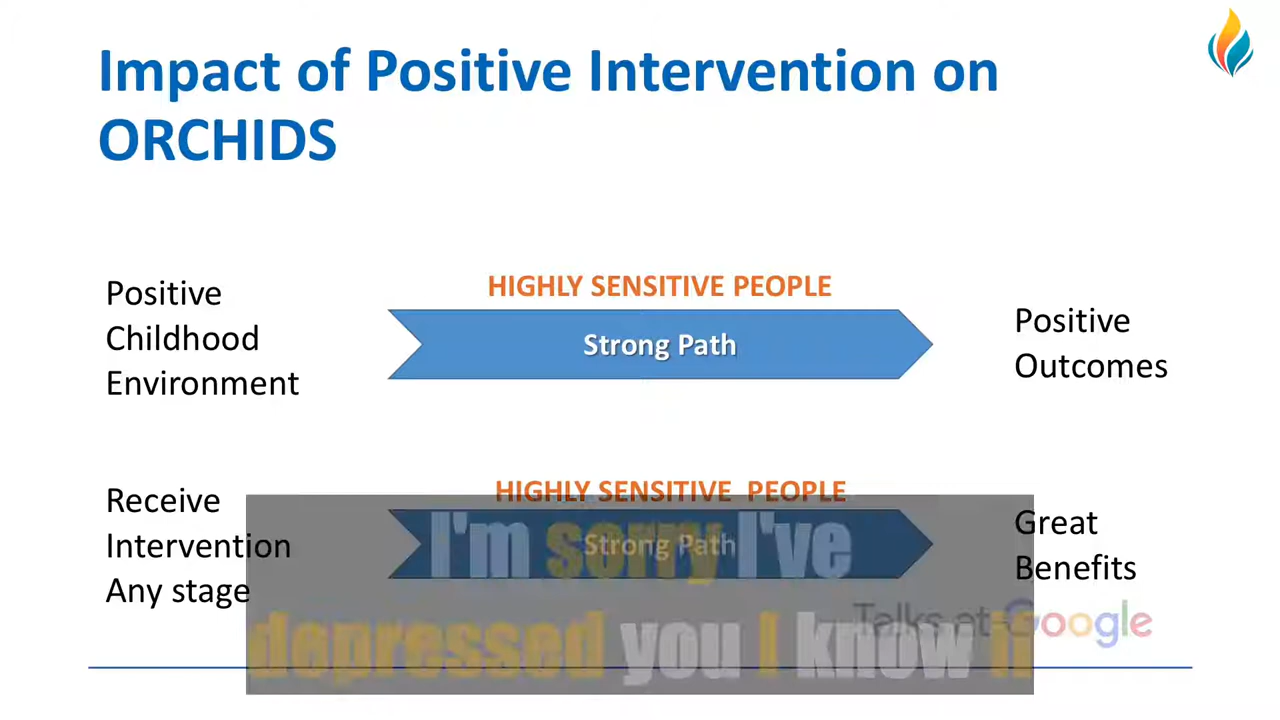 Impact of Positive Intervention on
ORCHIDS
Positive
Childhood
Environment
HIGHLY SENSITIVE PEOPLE
Strong Path
Positive
Outcomes
Receive
Intervention
Any stage
HIGHLY SENSITIVE PEOPLE
Strong Path
Great
Benefits
I'm sorry I've
depressed you I know
Talks at Google